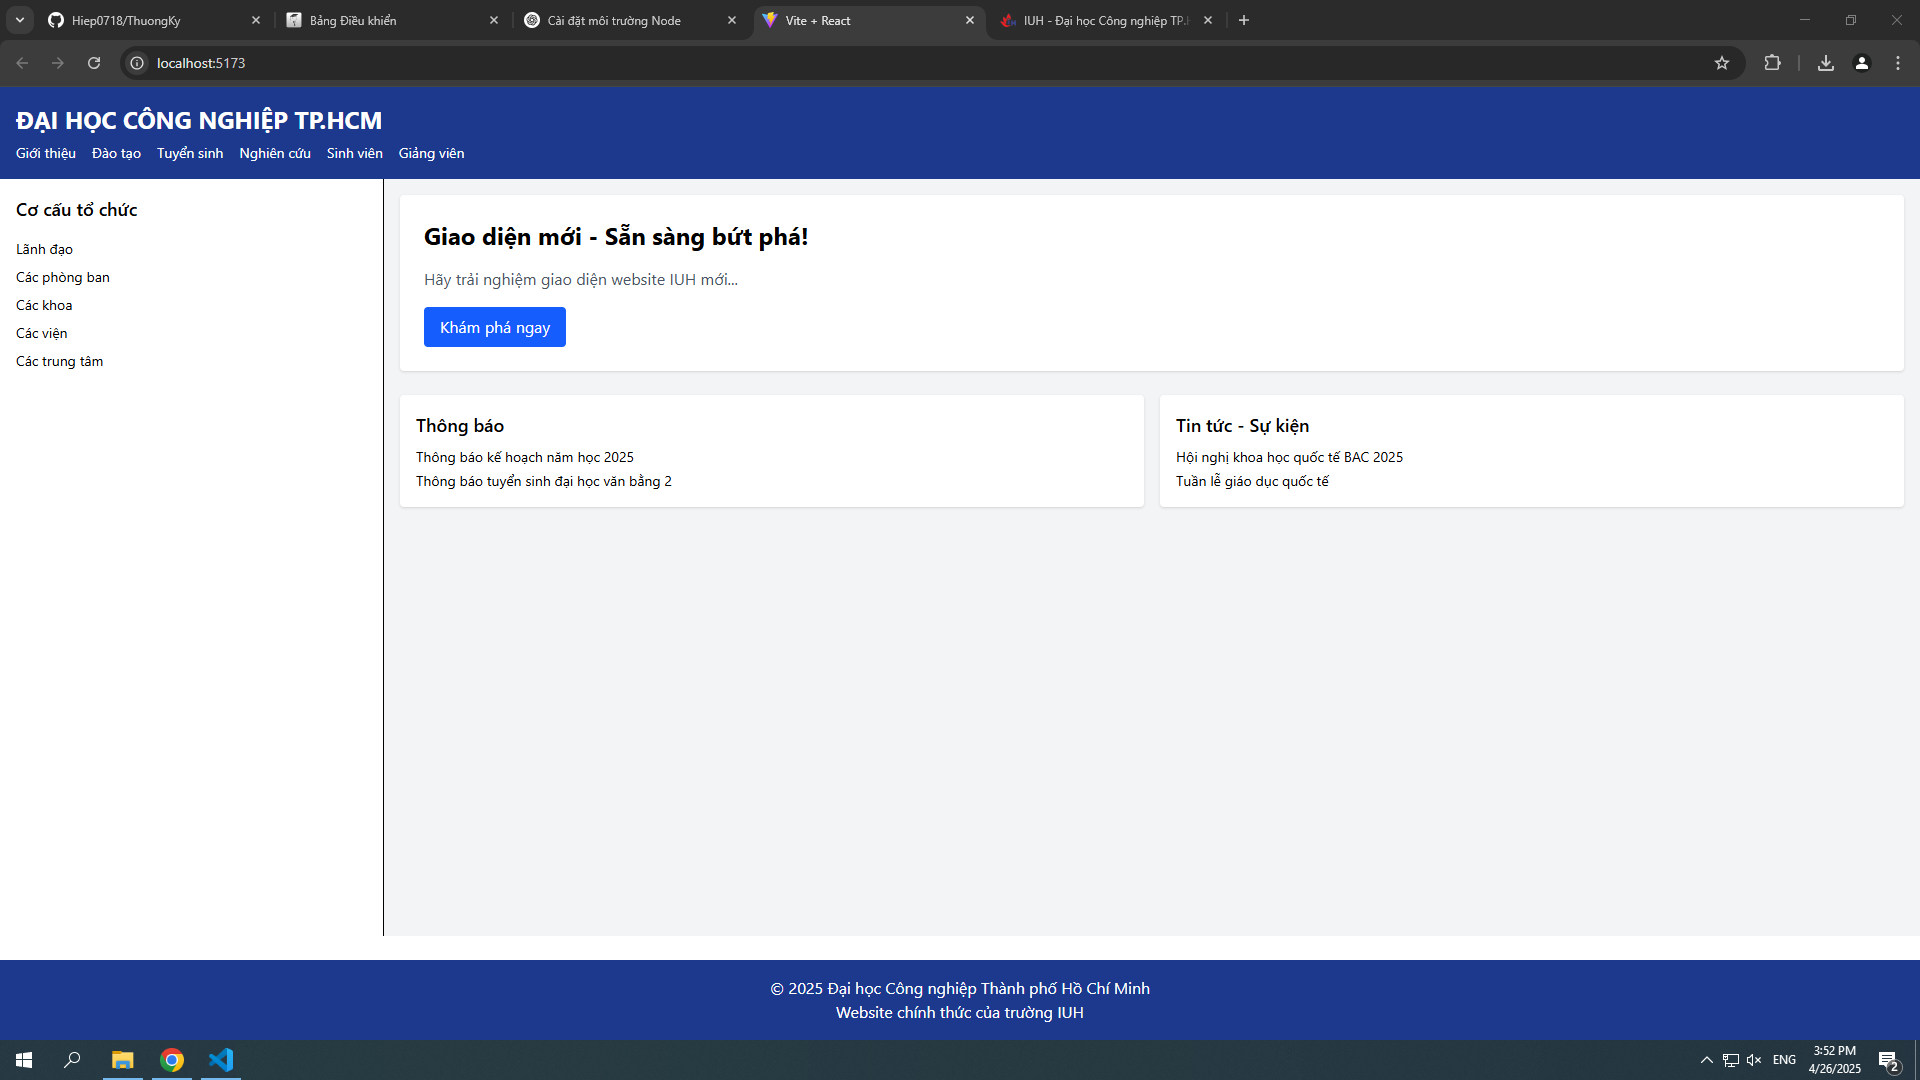 Hiep0718/ThuongKy
Bảng Điều khiển
Cài đặt môi trường Node
Vite + React
IUH - Đại học Công nghiệp TP.H
localhost:5173
ĐẠI HỌC CÔNG NGHIỆP TP.HCM
Giới thiệu Đào tạo Tuyển sinh Nghiên cứu Sinh viên Giảng viên
Cơ cấu tổ chức
Lãnh đạo
Các phòng ban
Các khoa
Các viện
Các trung tâm
Giao diện mới - Sẵn sàng bứt phá!
Hãy trải nghiệm giao diện website IUH mới...
Khám phá ngay
Thông báo
Thông báo kế hoạch năm học 2025
Thông báo tuyển sinh đại học văn bằng 2
Tin tức - Sự kiện
Hội nghị khoa học quốc tế BAC 2025
Tuần lễ giáo dục quốc tế
© 2025 Đại học Công nghiệp Thành phố Hồ Chí Minh
Website chính thức của trường IUH
ENG
3:52 PM
4/26/2025
2